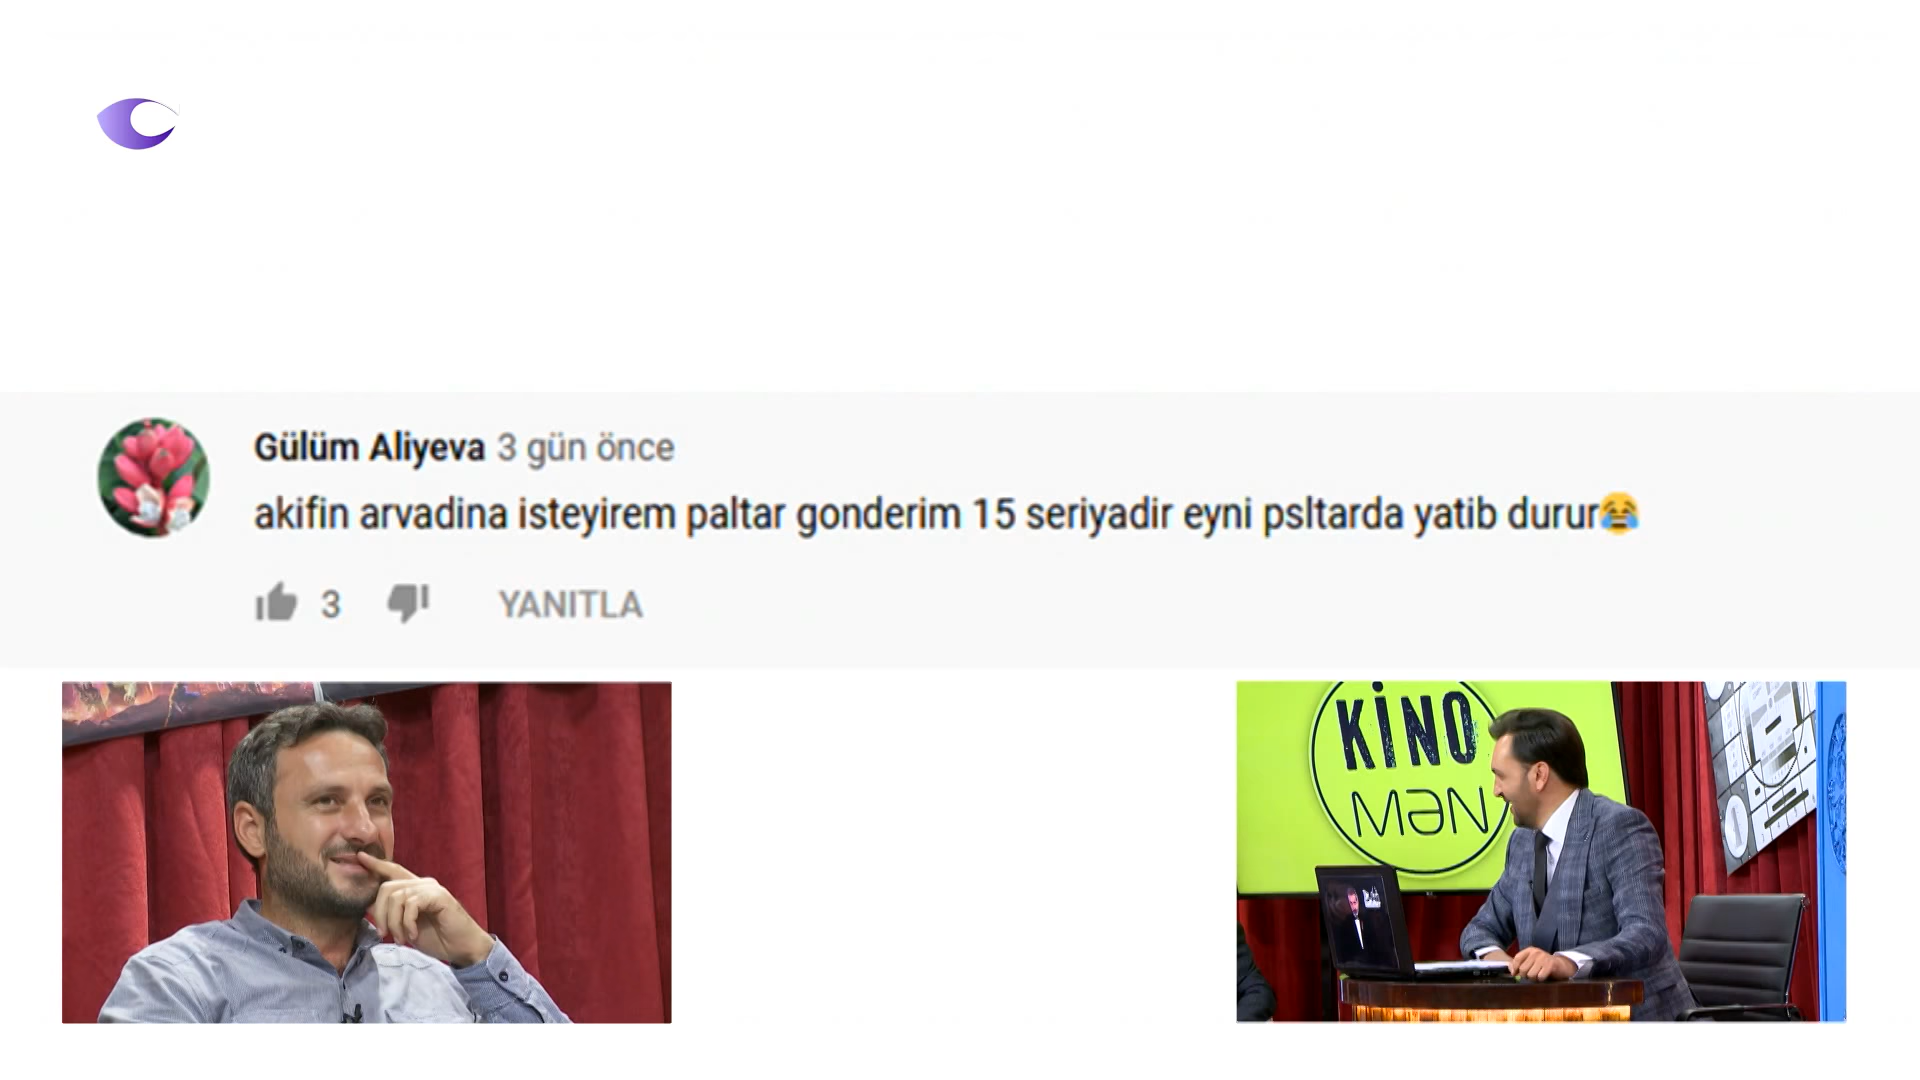 Gülüm Aliyeva 3 gün önce
akifin arvadina isteyirem paltar gonderim 15 seriyadir eyni psltarda yatib durur😂
3 YANITLA
KİNO
MƏN